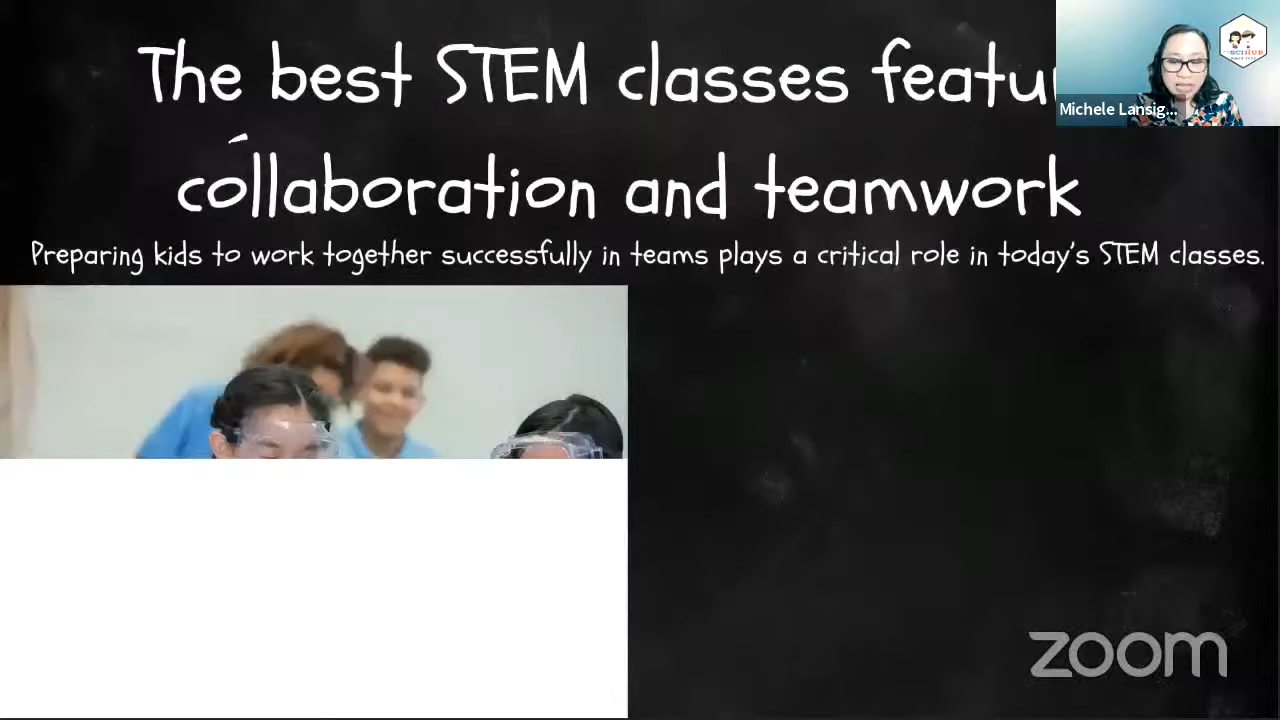 The best STEM classes featu
collaboration and teamwork
Preparing kids to work together successfully in teams plays a critical role in today's STEM classes.
Michele Lansig...
SCIHUB
zoom